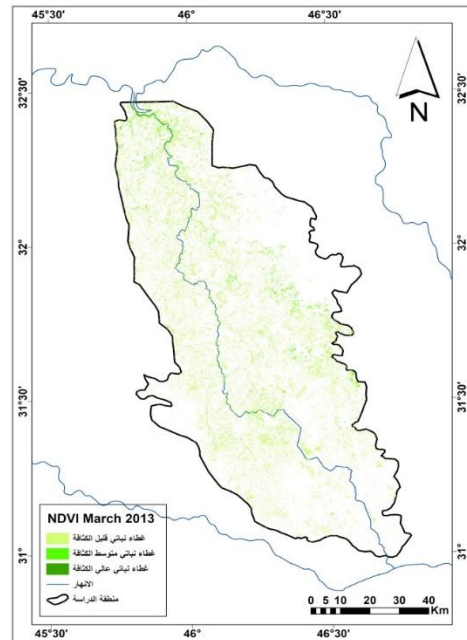 45°30' 46° 46°30'
N
32°30' 32°30'
32° 32°
31°30' 31°30'
31° 31°
NDVI March 2013
غطاء نباتي قليل الكثافة
غطاء نباتي متوسط الكثافة
غطاء نباتي عالي الكثافة
الانهار
منطقة الدراسة
0 5 10 20 30 40
Km
45°30' 46° 46°30'